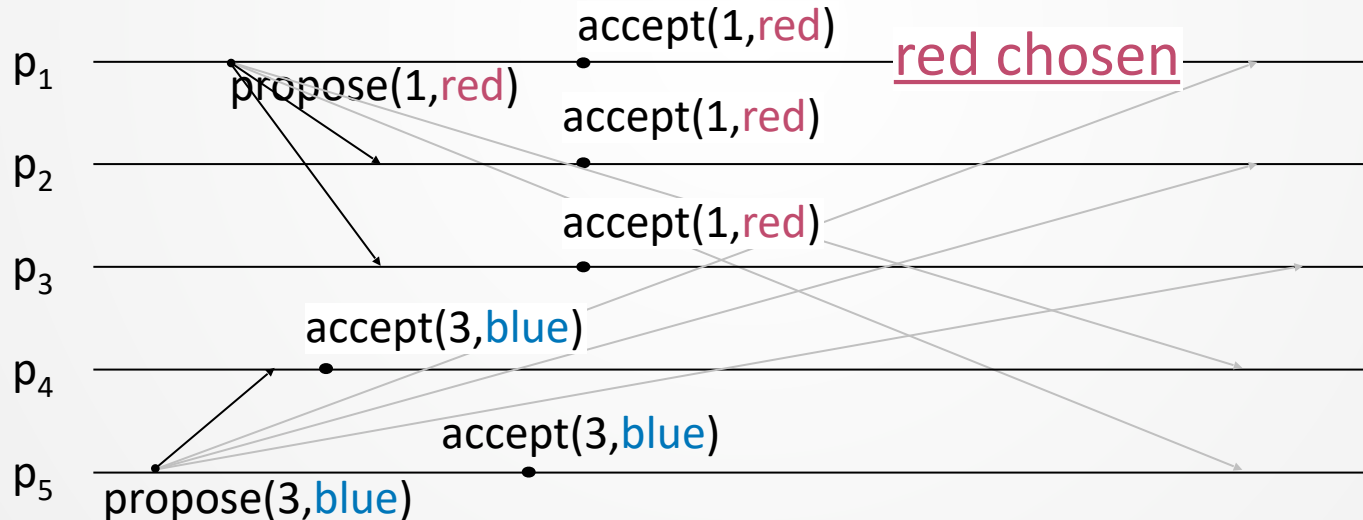 accept(1,red)
red chosen
p1
propose(1,red)
accept(1,red)
p2
accept(1,red)
p3
accept(3,blue)
p4
accept(3,blue)
p5
propose(3,blue)